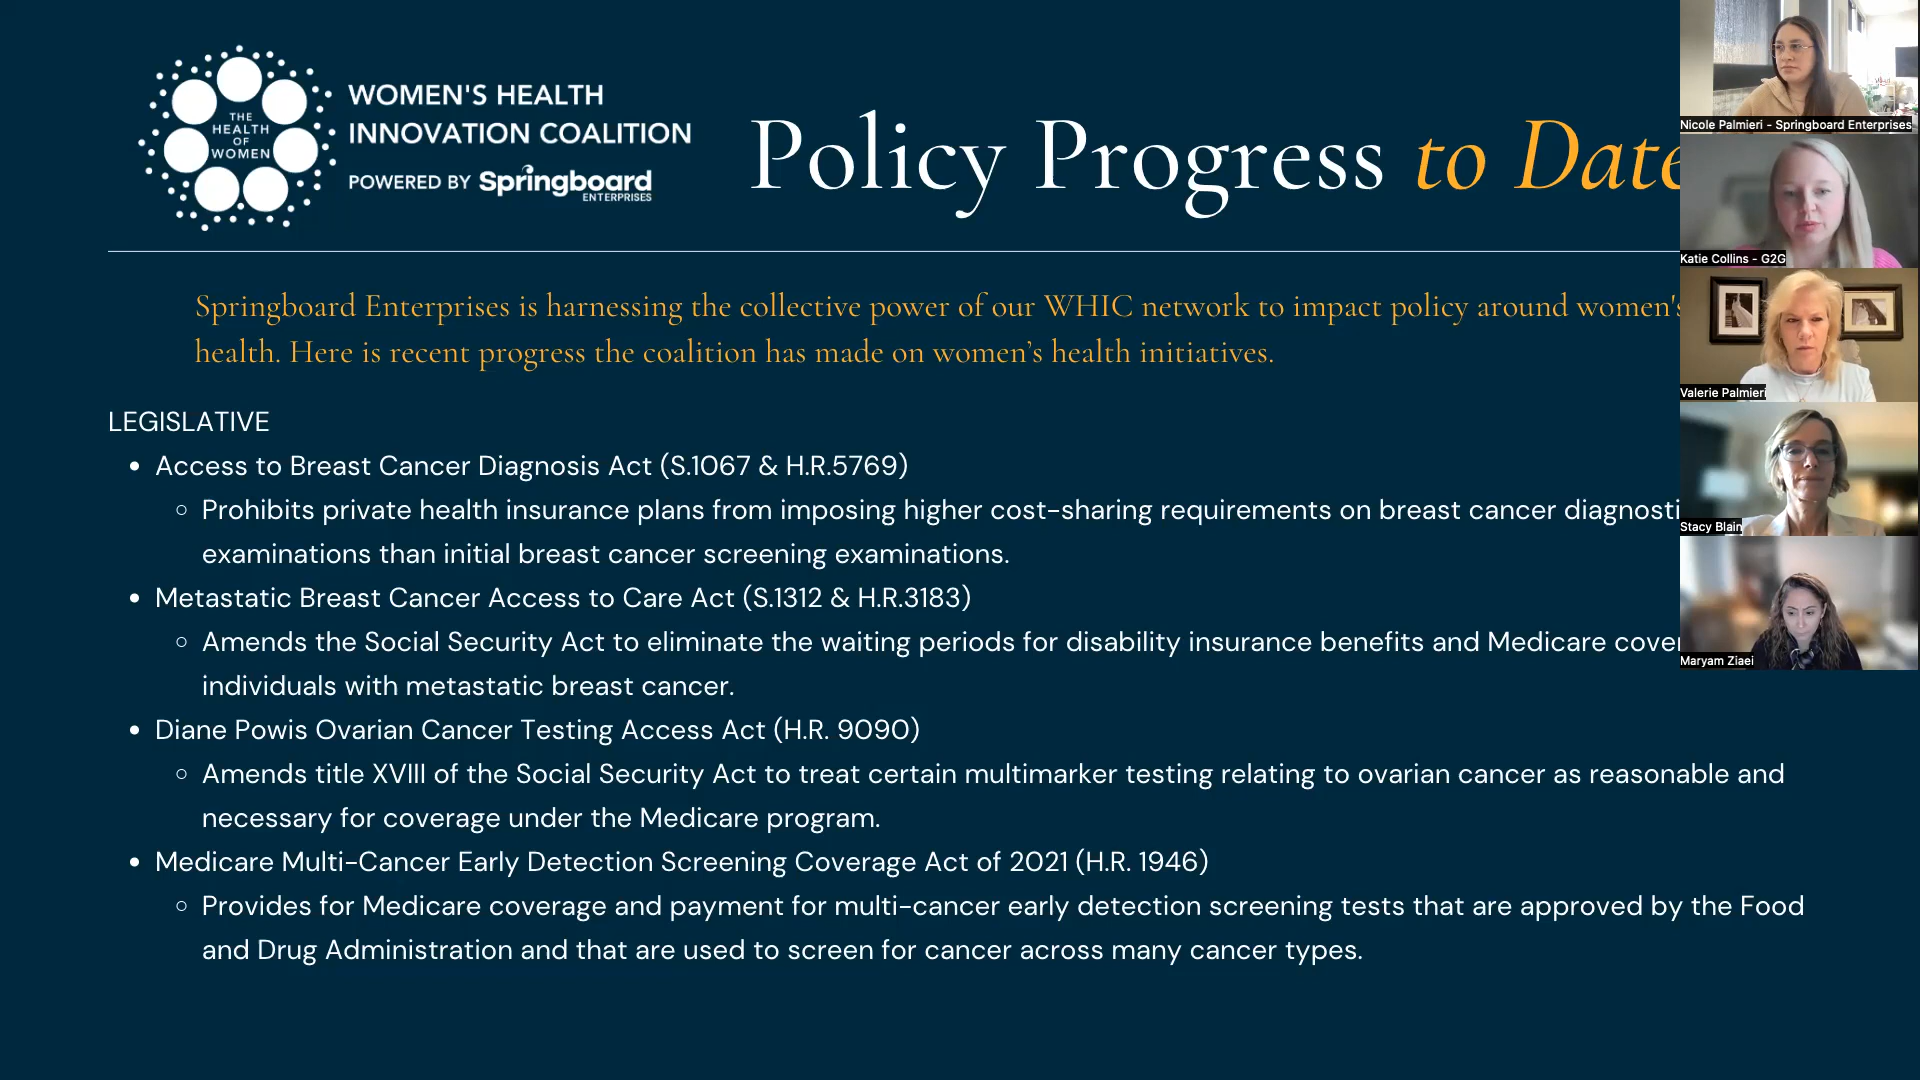 THE
HEALTH
OF
WOMEN
WOMEN'S HEALTH
INNOVATION COALITION
POWERED BY Springboard
ENTERPRISES
Policy Progress to Date
Springboard Enterprises is harnessing the collective power of our WHIC network to impact policy around women's
health. Here is recent progress the coalition has made on women’s health initiatives.
LEGISLATIVE
• Access to Breast Cancer Diagnosis Act (S.1067 & H.R.5769)
○ Prohibits private health insurance plans from imposing higher cost-sharing requirements on breast cancer diagnosti
examinations than initial breast cancer screening examinations.
• Metastatic Breast Cancer Access to Care Act (S.1312 & H.R.3183)
○ Amends the Social Security Act to eliminate the waiting periods for disability insurance benefits and Medicare cover
individuals with metastatic breast cancer.
• Diane Powis Ovarian Cancer Testing Access Act (H.R. 9090)
○ Amends title XVIII of the Social Security Act to treat certain multimarker testing relating to ovarian cancer as reasonable and
necessary for coverage under the Medicare program.
• Medicare Multi-Cancer Early Detection Screening Coverage Act of 2021 (H.R. 1946)
○ Provides for Medicare coverage and payment for multi-cancer early detection screening tests that are approved by the Food
and Drug Administration and that are used to screen for cancer across many cancer types.
Nicole Palmieri - Springboard Enterprises
Katie Collins - G2G
Valerie Palmieri
Stacy Blain
Maryam Ziaei